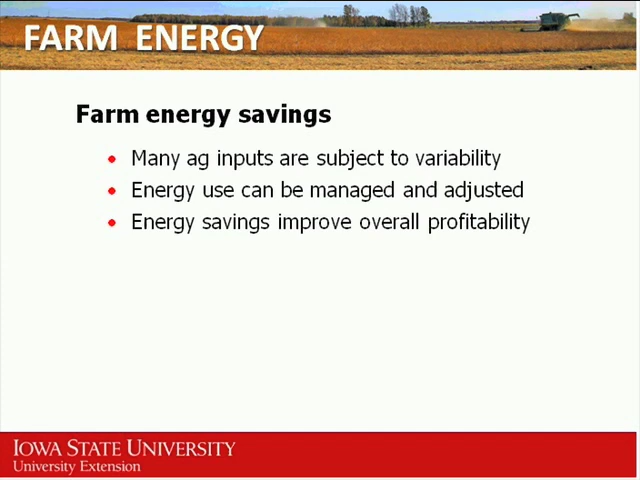 FARM ENERGY
Farm energy savings
• Many ag inputs are subject to variability
• Energy use can be managed and adjusted
• Energy savings improve overall profitability
IOWA STATE UNIVERSITY
University Extension